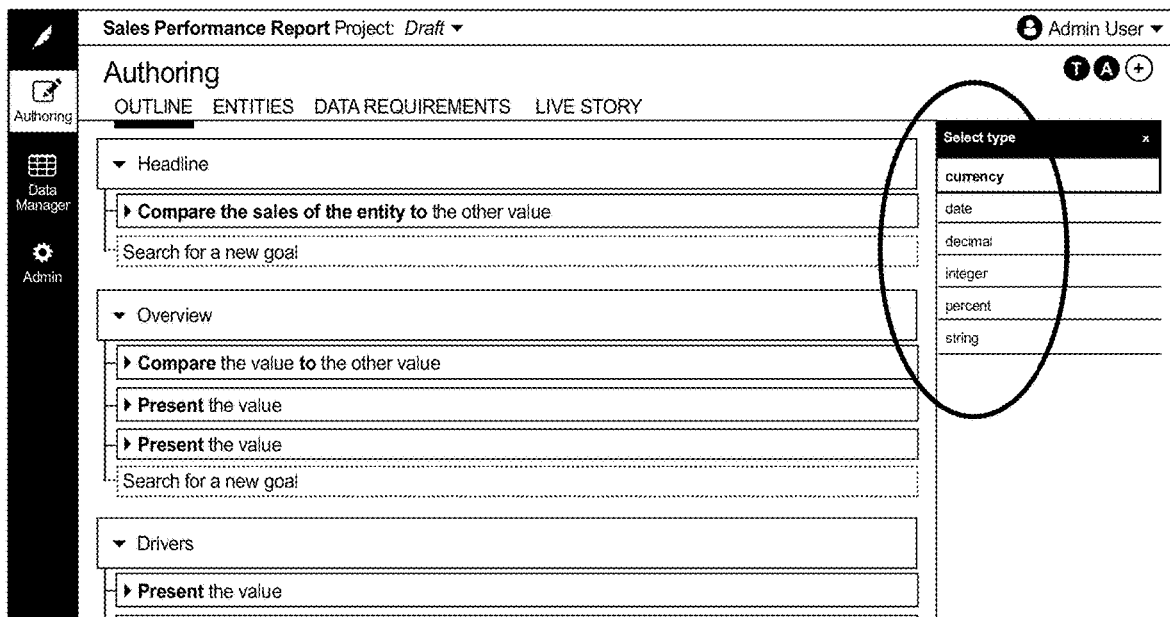 Sales Performance Report Project: Draft
Admin User
Authoring
T A +
OUTLINE ENTITIES DATA REQUIREMENTS LIVE STORY
Authoring
Data
Manager
Admin
Headline
Compare the sales of the entity to the other value
Search for a new goal
Overview
Compare the value to the other value
Present the value
Present the value
Search for a new goal
Drivers
Present the value
Select type x
currency
date
decimal
integer
percent
string